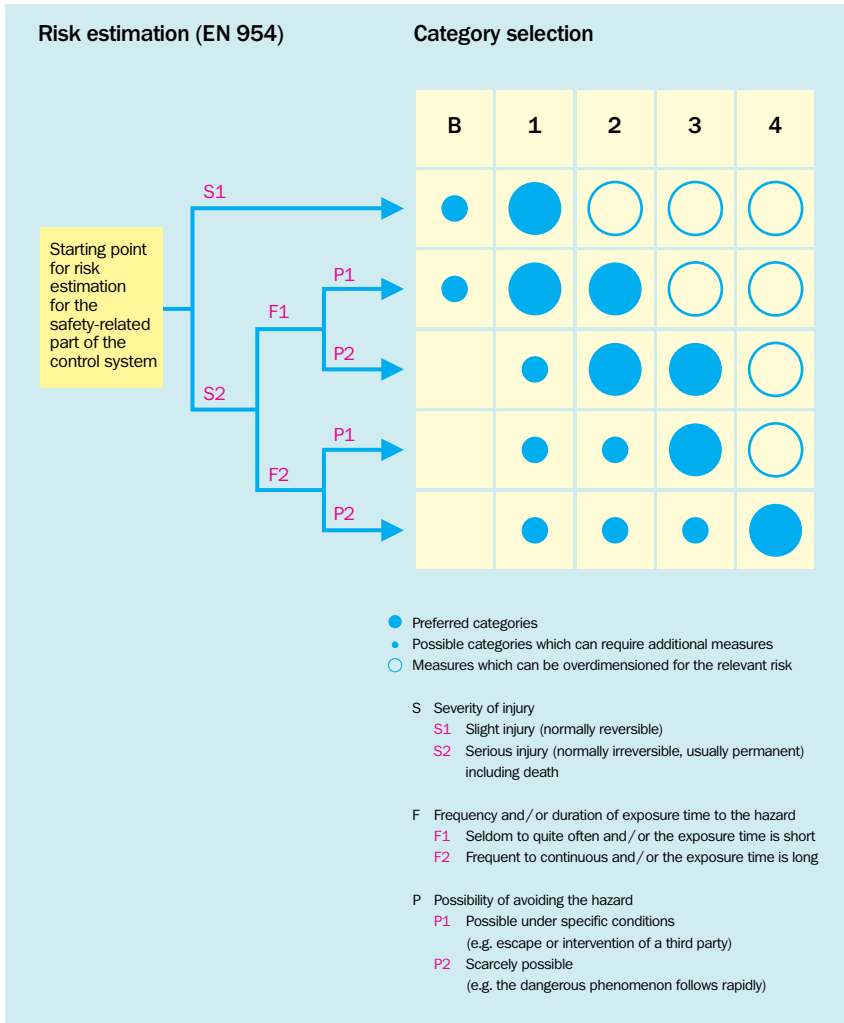 Risk estimation (EN 954)
Category selection
B 1 2 3 4
S1
Starting point
for risk
estimation
for the
safety-related
part of the
control system
P1
F1
P2
S2
P1
F2
P2
Preferred categories
Possible categories which can require additional measures
Measures which can be overdimensioned for the relevant risk
S Severity of injury
S1 Slight injury (normally reversible)
S2 Serious injury (normally irreversible, usually permanent)
including death
F Frequency and/or duration of exposure time to the hazard
F1 Seldom to quite often and/or the exposure time is short
F2 Frequent to continuous and/or the exposure time is long
P Possibility of avoiding the hazard
P1 Possible under specific conditions
(e.g. escape or intervention of a third party)
P2 Scarcely possible
(e.g. the dangerous phenomenon follows rapidly)